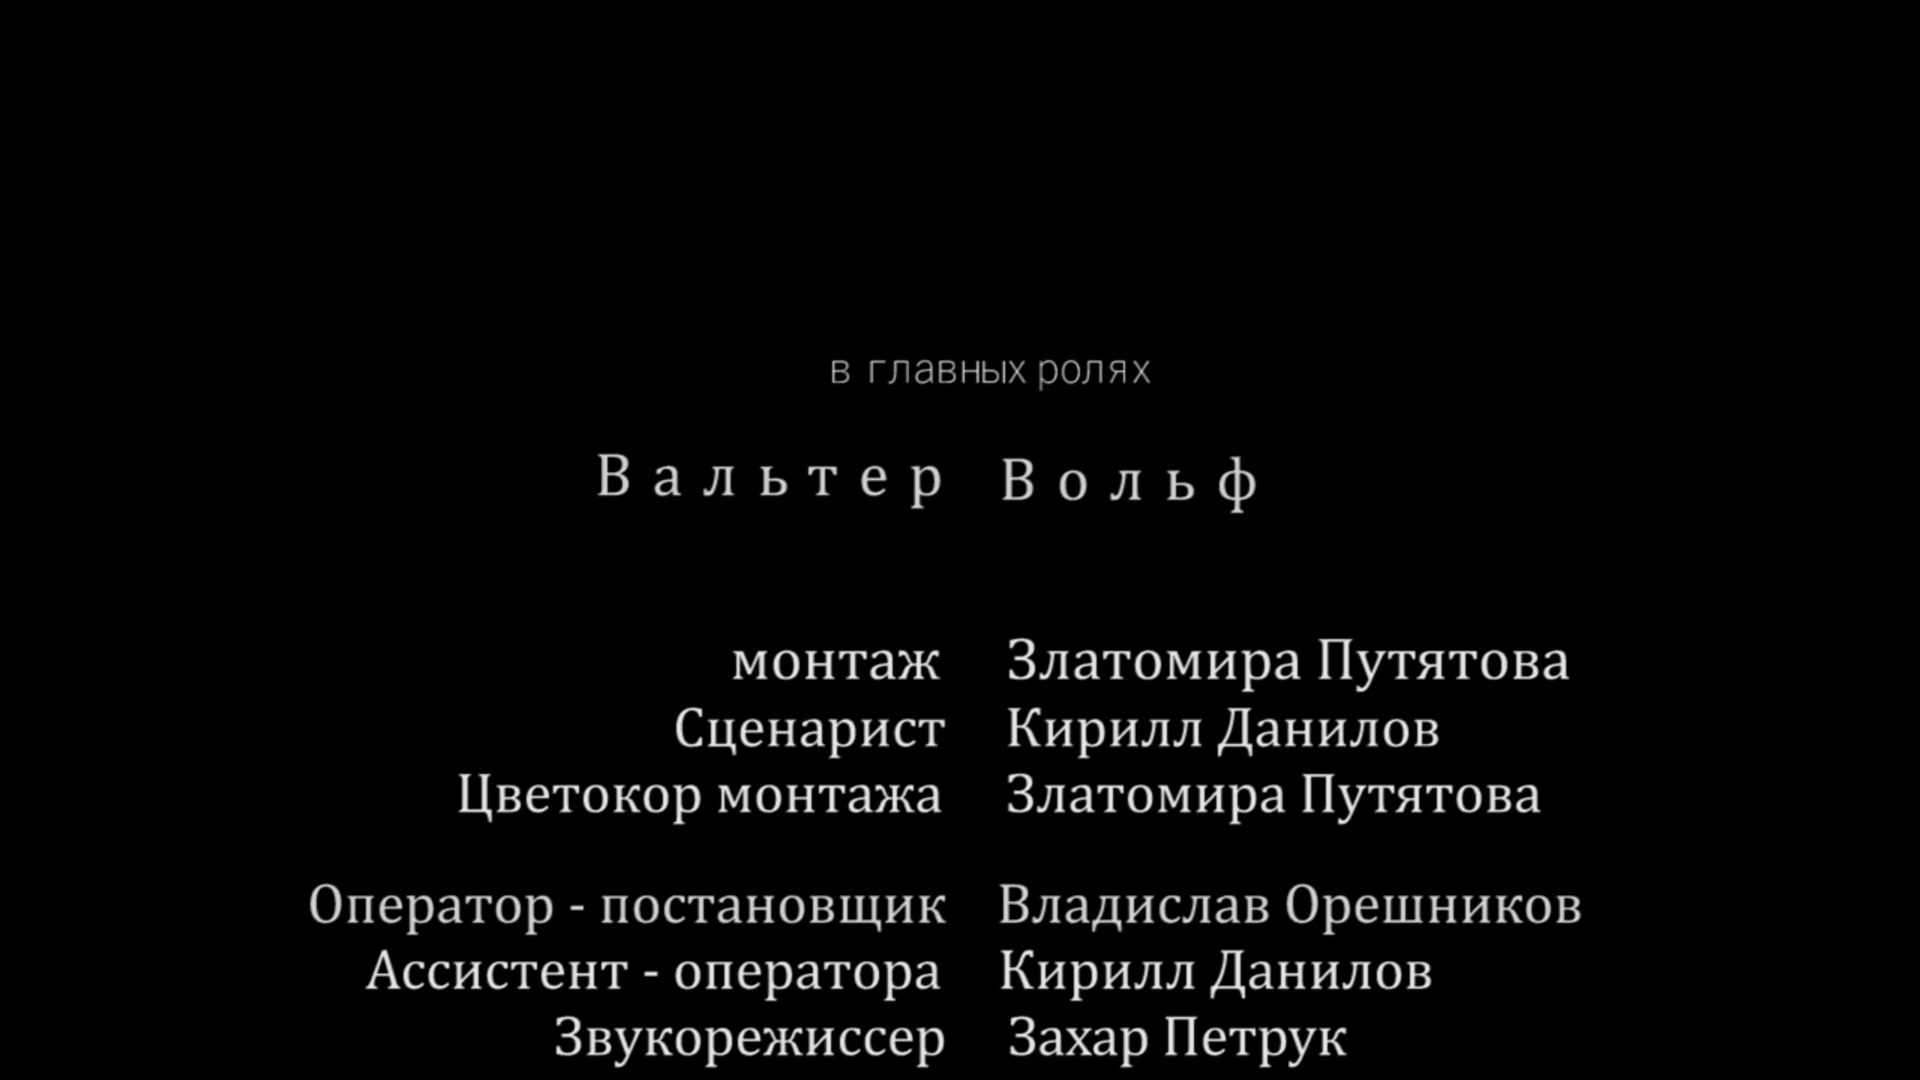 в главных ролях
Вальтер Вольф
монтаж Златомира Путятова
Сценарист Кирилл Данилов
Цветокор монтажа Златомира Путятова
Оператор - постановщик Владислав Орешников
Ассистент - оператора Кирилл Данилов
Звукорежиссер Захар Петрук